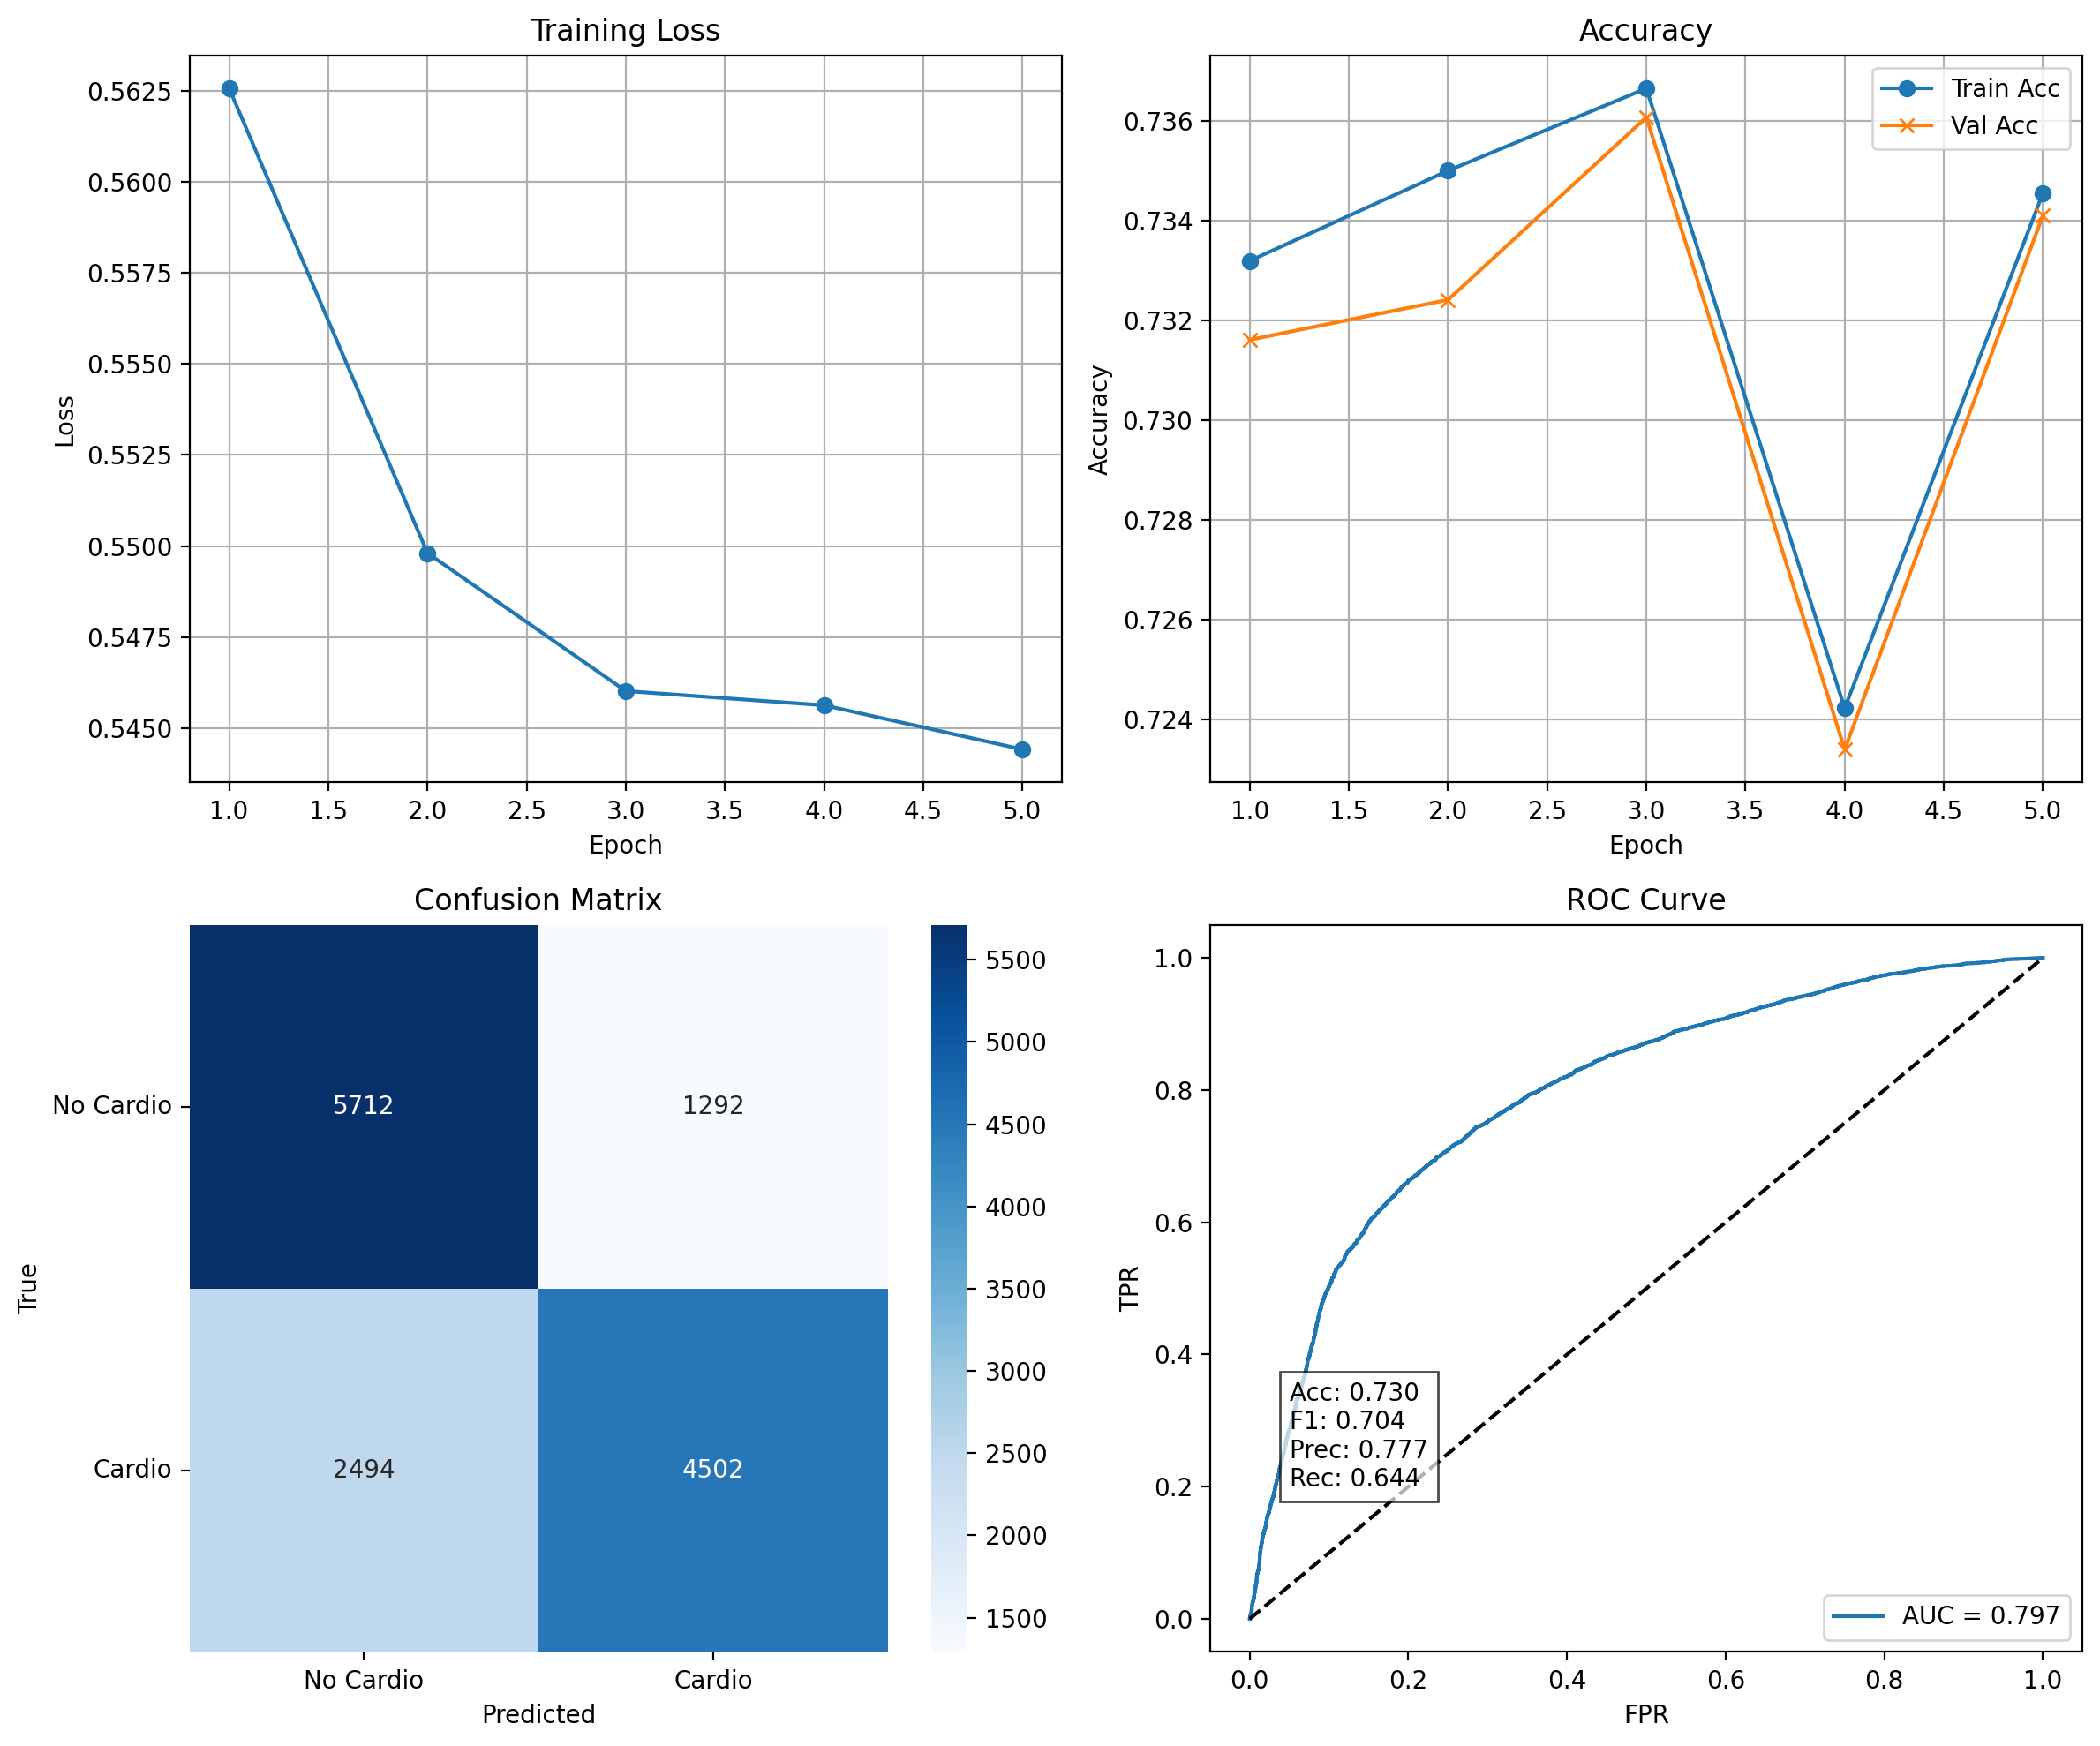 Training Loss
0.5625
0.5600
0.5575
0.5550
0.5525
0.5500
0.5475
0.5450
Loss
1.0 1.5 2.0 2.5 3.0 3.5 4.0 4.5 5.0
Epoch
Accuracy
Train Acc
Val Acc
0.736
0.734
0.732
0.730
0.728
0.726
0.724
Accuracy
1.0 1.5 2.0 2.5 3.0 3.5 4.0 4.5 5.0
Epoch
Confusion Matrix
No Cardio
Cardio
True
5712 1292
2494 4502
No Cardio Cardio
Predicted
5500
5000
4500
4000
3500
3000
2500
2000
1500
ROC Curve
1.0
0.8
0.6
0.4
0.2
0.0
TPR
Acc: 0.730
F1: 0.704
Prec: 0.777
Rec: 0.644
AUC = 0.797
0.0 0.2 0.4 0.6 0.8 1.0
FPR